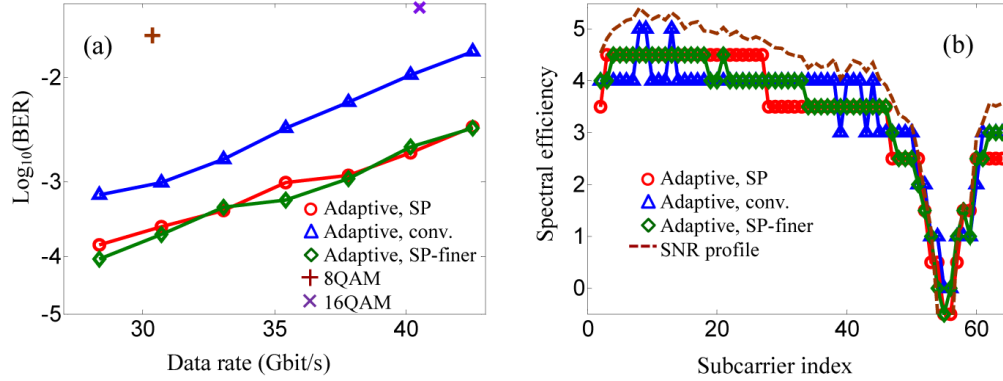 (a)
Log10(BER)
-2
-3
-4
-5
30
35
40
Data rate (Gbit/s)
Adaptive, SP
Adaptive, conv.
Adaptive, SP-finer
8QAM
16QAM
(b)
Spectral efficiency
5
4
3
2
1
0
0
20
40
60
Subcarrier index
Adaptive, SP
Adaptive, conv.
Adaptive, SP-finer
SNR profile